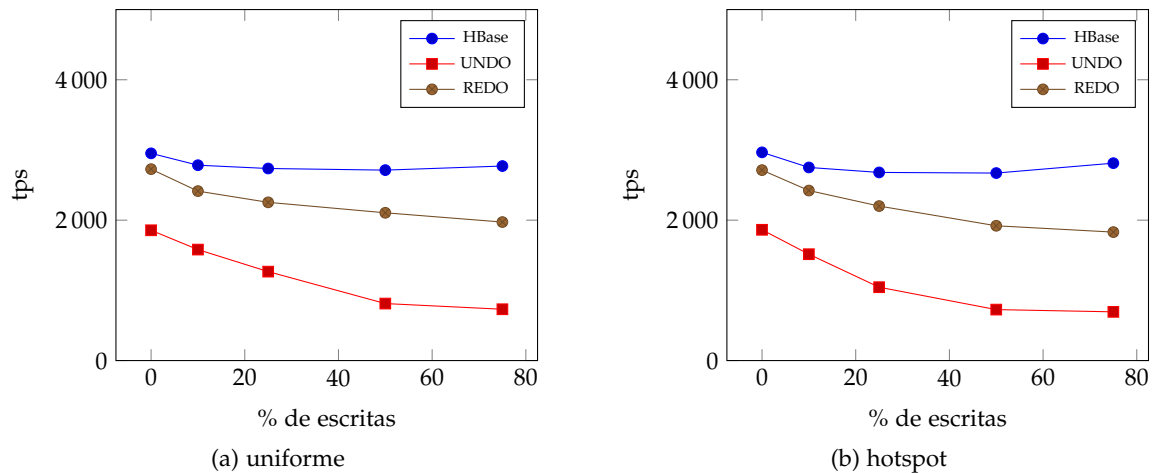 4 000
2 000
0
tps
0 20 40 60 80
% de escritas
HBase
UNDO
REDO
(a) uniforme
4 000
2 000
0
tps
0 20 40 60 80
% de escritas
HBase
UNDO
REDO
(b) hotspot